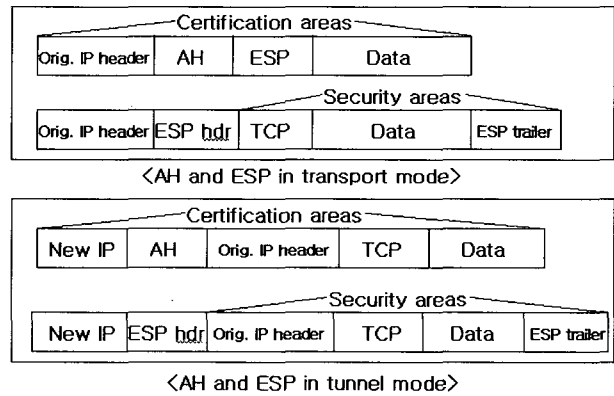 Certification areas
Orig. IP header AH ESP Data
Security areas
Orig. IP header ESP hdr TCP Data ESP trailer
<AH and ESP in transport mode>
Certification areas
New IP AH Orig. IP header TCP Data
Security areas
New IP ESP hdr Orig. IP header TCP Data ESP trailer
<AH and ESP in tunnel mode>